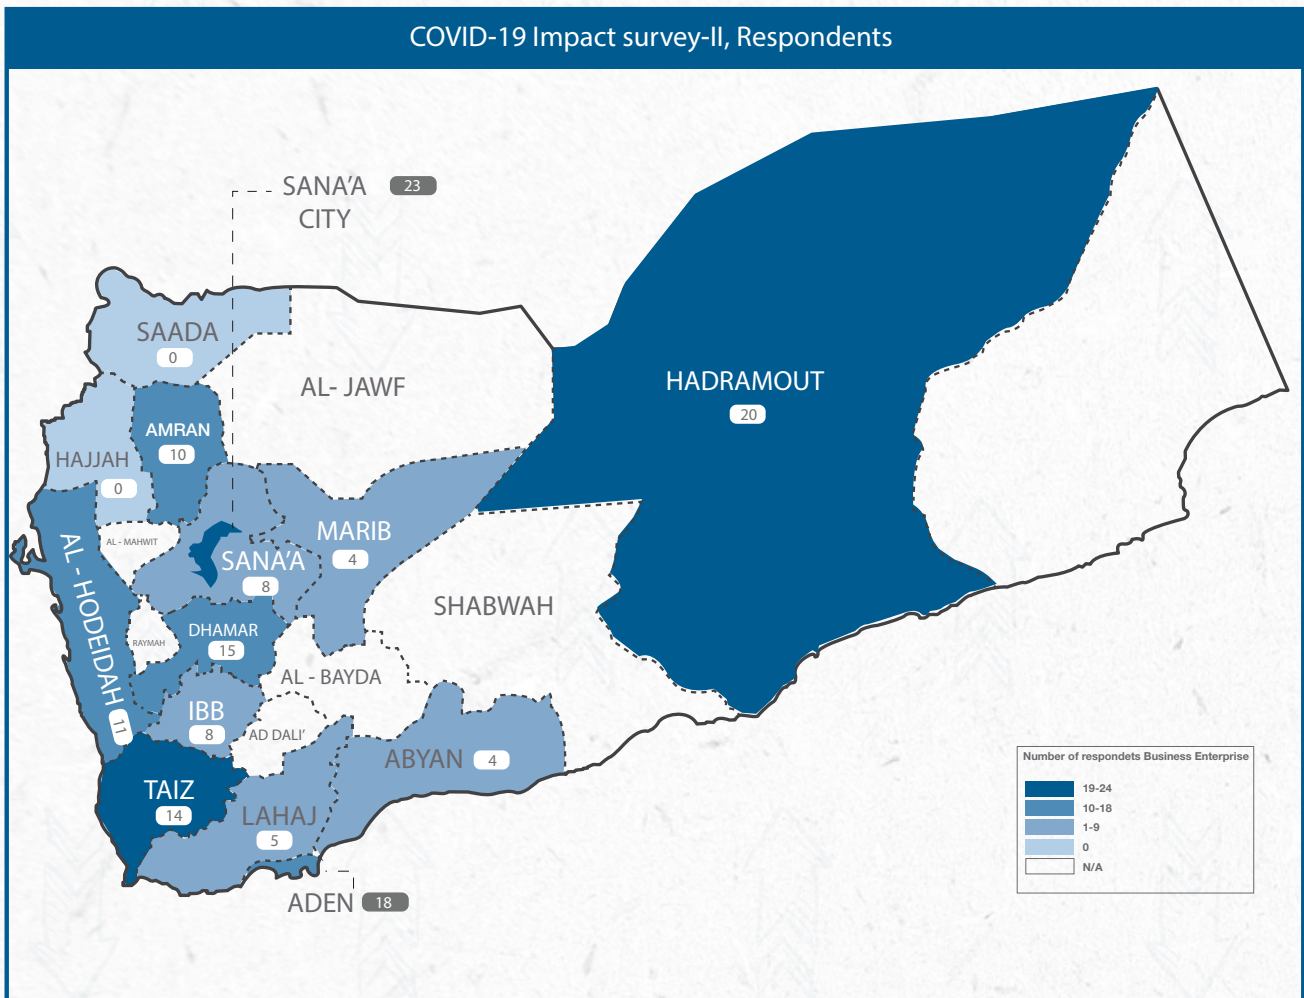 COVID-19 Impact survey-II, Respondents
SANA'A
CITY
23
SAADA
0
AL- JAWF
HADRAMOUT
20
AMRAN
10
HAJJAH
0
MARIB
4
AL - MAHWIT
SANA'A
8
AL - HODEIDAH
11
SHABWAH
DHAMAR
15
RAYMAH
AL - BAYDA
IBB
8
AD DALI'
ABYAN
4
TAIZ
14
LAHAJ
5
ADEN
18
Number of respondets Business Enterprise
19-24
10-18
1-9
0
N/A